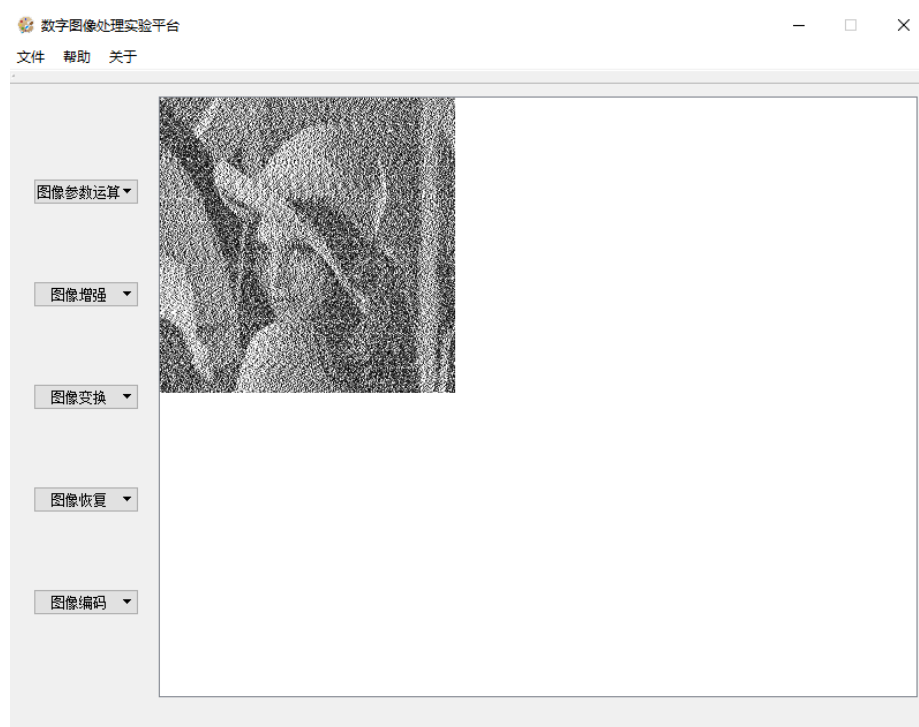 数字图像处理实验平台
文件 帮助 关于
图像参数运算
图像增强
图像变换
图像恢复
图像编码